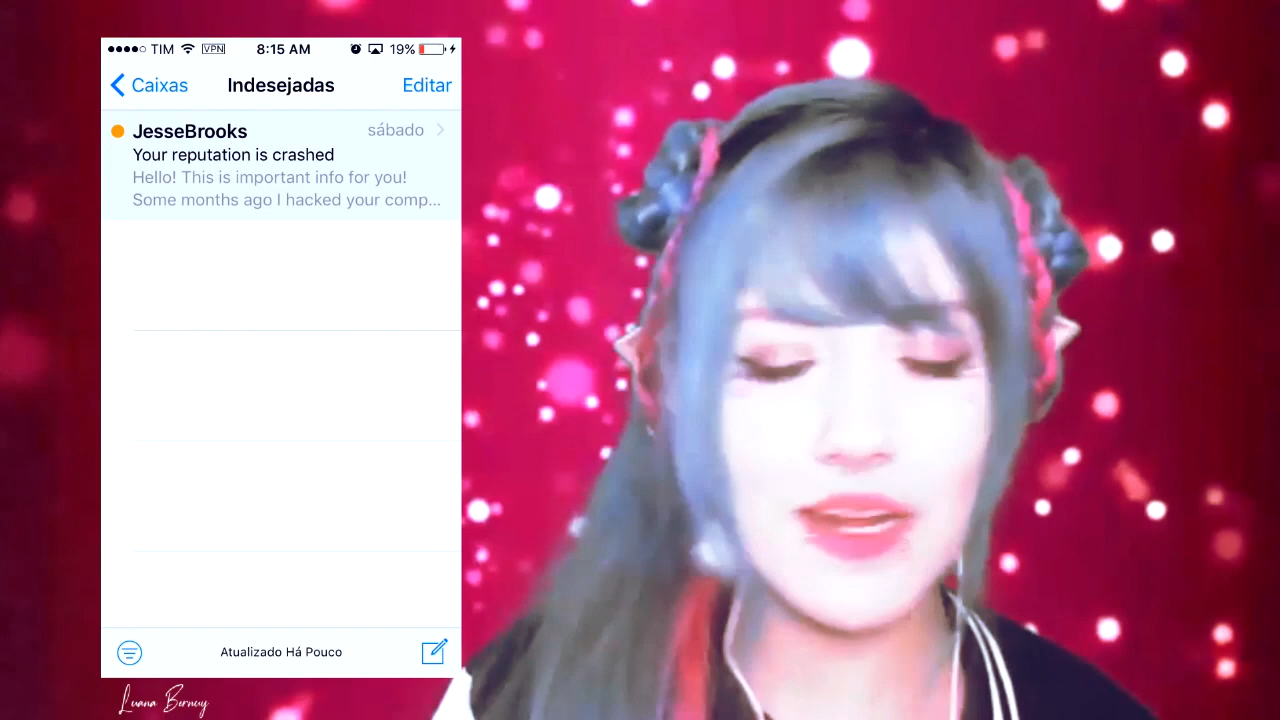 TIM VPN 8:15 AM 19%
Caixas Indesejadas Editar
JesseBrooks sábado
Your reputation is crashed
Hello! This is important info for you!
Some months ago I hacked your comp...
Atualizado Há Pouco
Luana Berncy